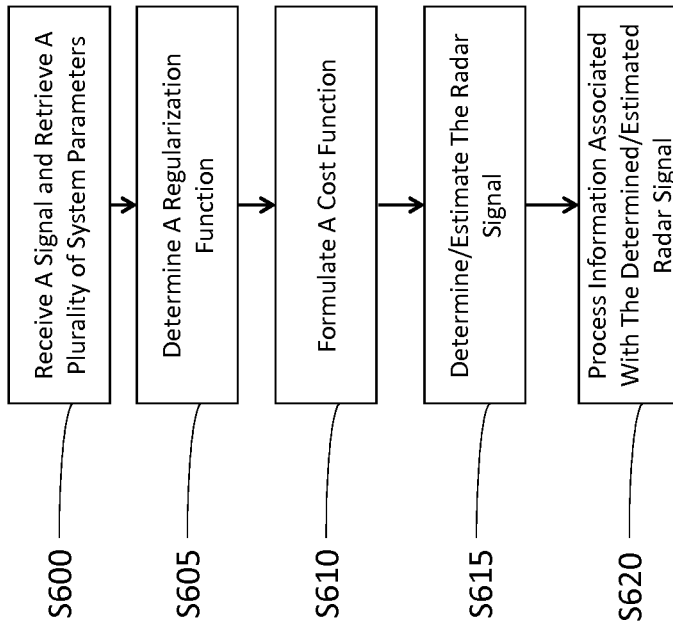 S600
Receive A Signal and Retrieve A
Plurality of System Parameters
S605
Determine A Regularization
Function
S610
Formulate A Cost Function
S615
Determine/Estimate The Radar
Signal
S620
Process Information Associated
With The Determined/Estimated
Radar Signal